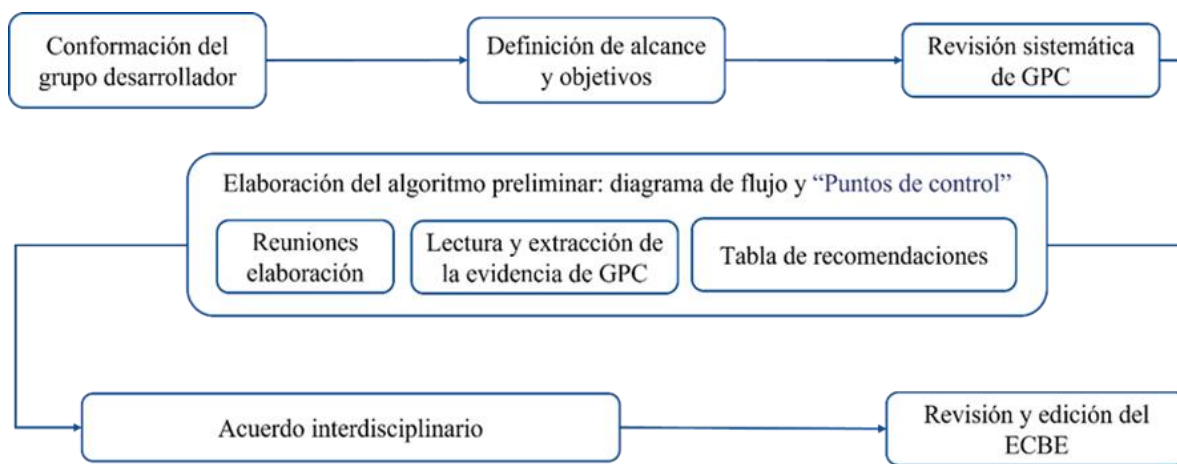 Conformación del
grupo desarrollador
Definición de alcance
y objetivos
Revisión sistemática
de GPC
Elaboración del algoritmo preliminar: diagrama de flujo y “Puntos de control”
Reuniones
elaboración
Lectura y extracción de
la evidencia de GPC
Tabla de recomendaciones
Acuerdo interdisciplinario
Revisión y edición del
ECBE